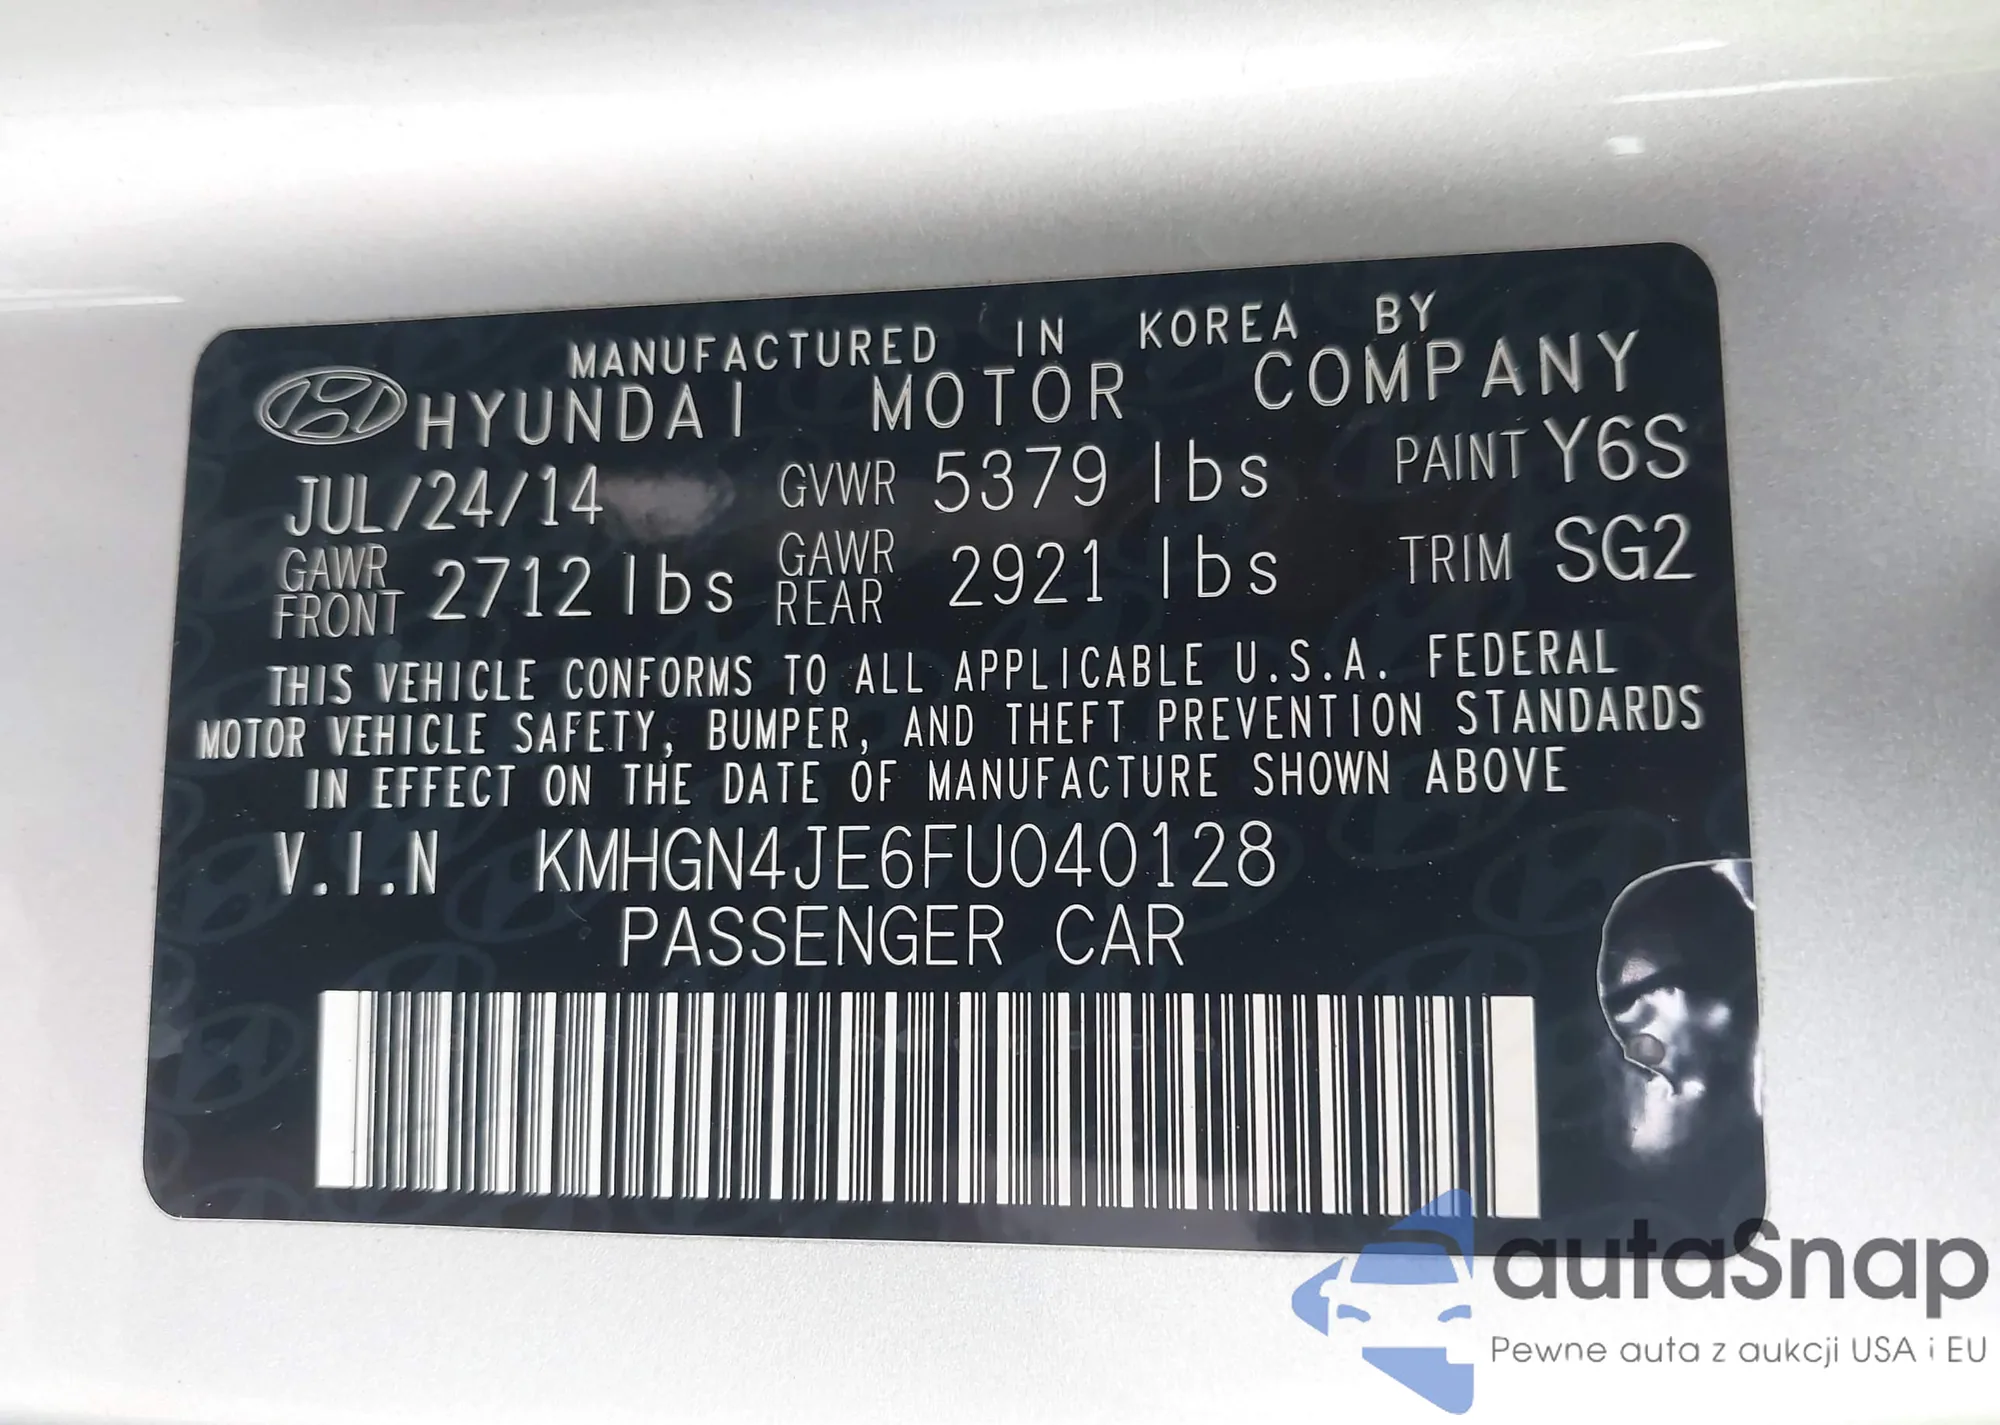 MANUFACTURED IN KOREA BY
HYUNDAI MOTOR COMPANY
JUL/24/14 GVWR 5379 lbs PAINT Y6S
GAWR FRONT 2712 lbs GAWR REAR 2921 lbs TRIM SG2
THIS VEHICLE CONFORMS TO ALL APPLICABLE U.S.A. FEDERAL
MOTOR VEHICLE SAFETY, BUMPER, AND THEFT PREVENTION STANDARDS
IN EFFECT ON THE DATE OF MANUFACTURE SHOWN ABOVE
V.I.N KMHGN4JE6FU040128
PASSENGER CAR
autaSnap
Pewne auta z aukcji USA i EU